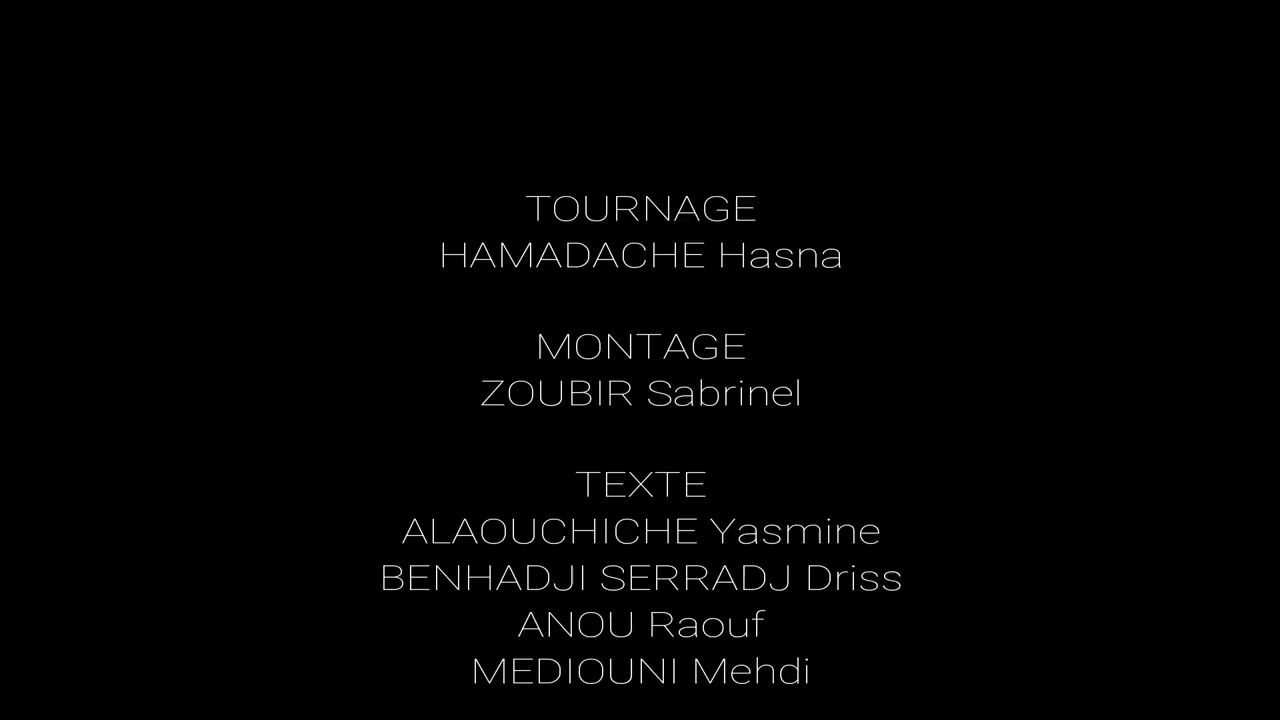 TOURNAGE
HAMADACHE Hasna
MONTAGE
ZOUBIR Sabrinel
TEXTE
ALAOUCHICHE Yasmine
BENHADJI SERRADJ Driss
ANOU Raouf
MEDIOUNI Mehdi